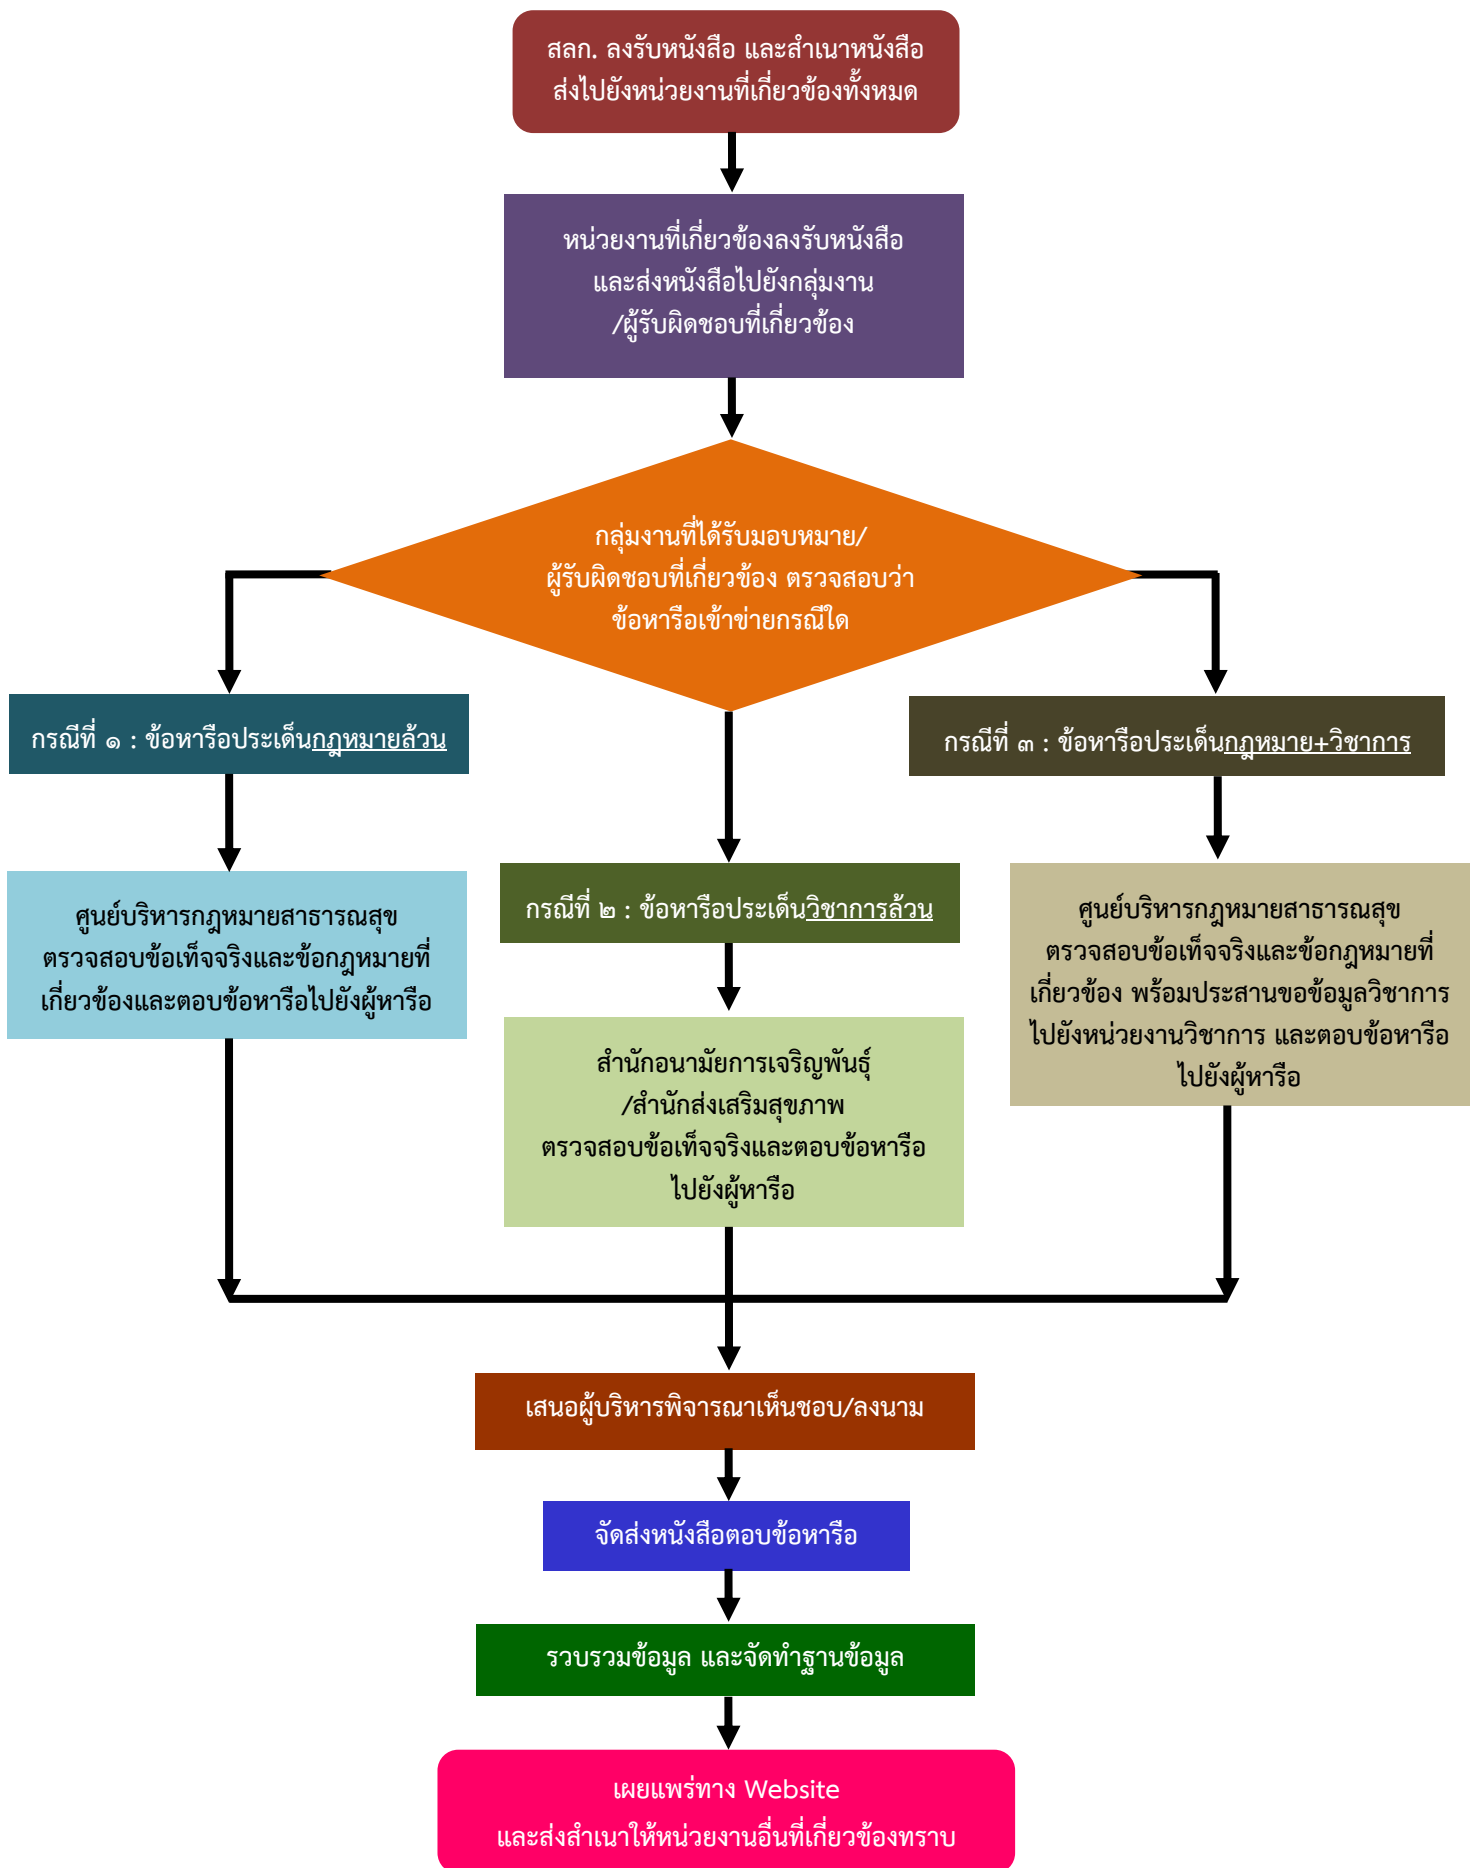 สลก. ลงรับหนังสือ และสำเนาหนังสือ
ส่งไปยังหน่วยงานที่เกี่ยวข้องทั้งหมด
หน่วยงานที่เกี่ยวข้องลงรับหนังสือ
และส่งหนังสือไปยังกลุ่มงาน
/ผู้รับผิดชอบที่เกี่ยวข้อง
กลุ่มงานที่ได้รับมอบหมาย/
ผู้รับผิดชอบที่เกี่ยวข้อง ตรวจสอบว่า
ข้อหารือเข้าข่ายกรณีใด
กรณีที่ ๑ : ข้อหารือประเด็นกฎหมายล้วน
ศูนย์บริหารกฎหมายสาธารณสุข
ตรวจสอบข้อเท็จจริงและข้อกฎหมายที่
เกี่ยวข้องและตอบข้อหารือไปยังผู้หารือ
กรณีที่ ๒ : ข้อหารือประเด็นวิชาการล้วน
สำนักอนามัยการเจริญพันธุ์
/สำนักส่งเสริมสุขภาพ
ตรวจสอบข้อเท็จจริงและตอบข้อหารือ
ไปยังผู้หารือ
กรณีที่ ๓ : ข้อหารือประเด็นกฎหมาย+วิชาการ
ศูนย์บริหารกฎหมายสาธารณสุข
ตรวจสอบข้อเท็จจริงและข้อกฎหมายที่
เกี่ยวข้อง พร้อมประสานขอข้อมูลวิชาการ
ไปยังหน่วยงานวิชาการ และตอบข้อหารือ
ไปยังผู้หารือ
เสนอผู้บริหารพิจารณาเห็นชอบ/ลงนาม
จัดส่งหนังสือตอบข้อหารือ
รวบรวมข้อมูล และจัดทำฐานข้อมูล
เผยแพร่ทาง Website
และส่งสำเนาให้หน่วยงานอื่นที่เกี่ยวข้องทราบ